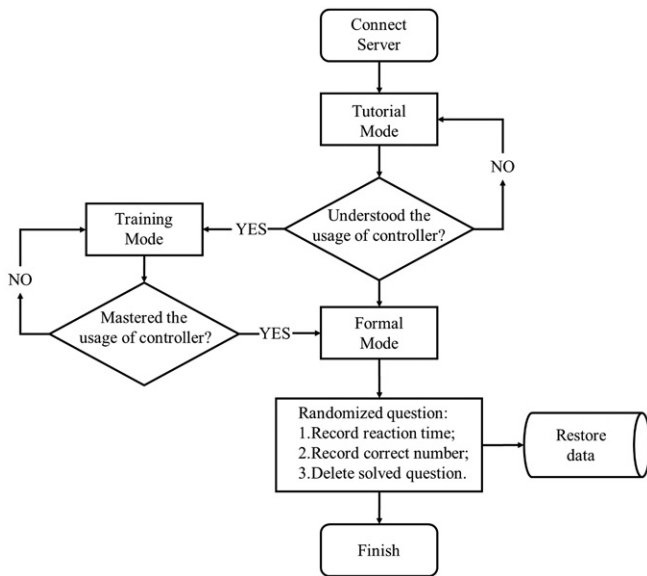 Connect
Server
Tutorial
Mode
NO
Understood the
usage of controller?
YES
Training
Mode
NO
Mastered the
usage of controller?
YES
Formal
Mode
Randomized question:
1.Record reaction time;
2.Record correct number;
3.Delete solved question.
Restore
data
Finish